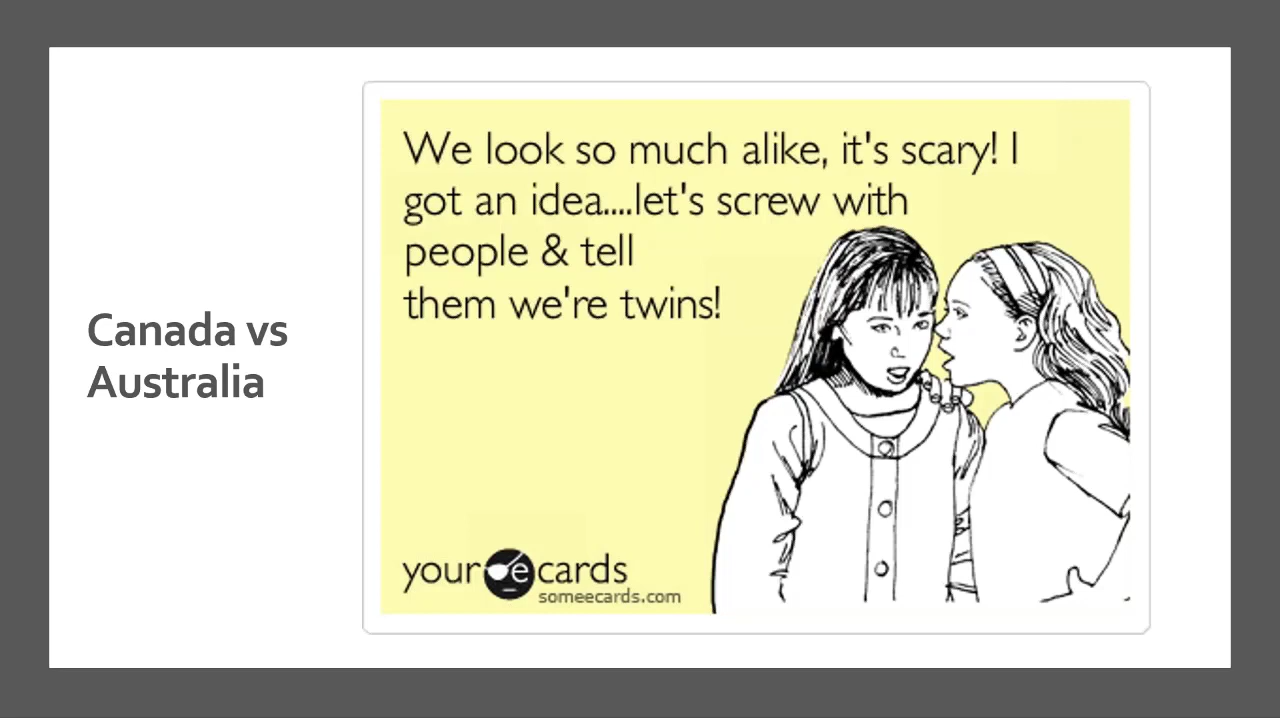 Canada vs
Australia
We look so much alike, it's scary! I
got an idea....let's screw with
people & tell
them we're twins!
your e cards
someecards.com